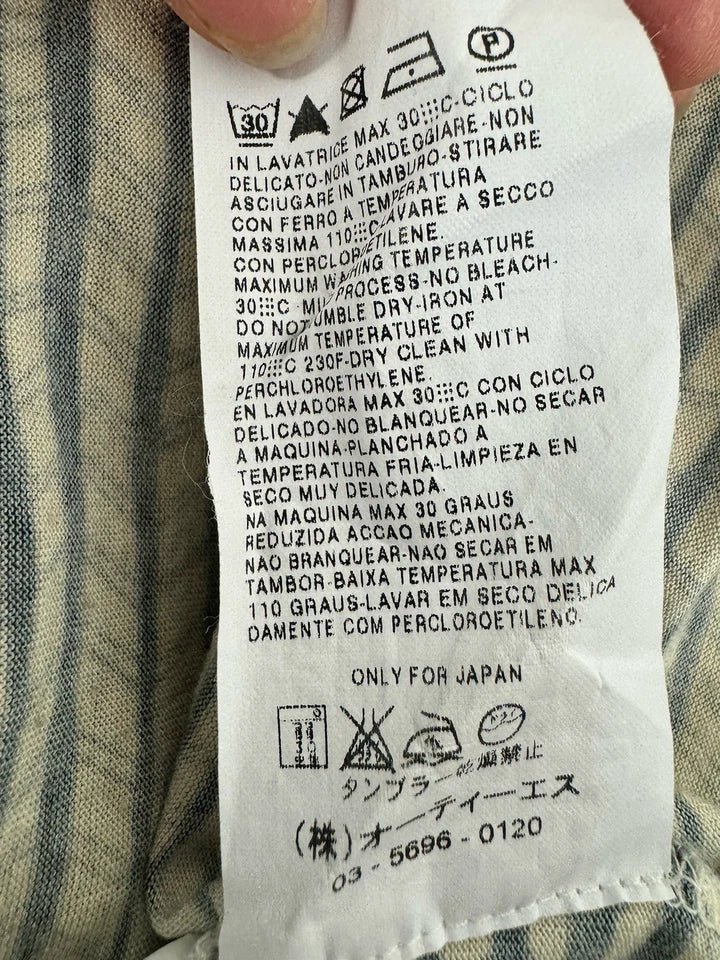 30
P
IN LAVATRICE MAX 30 C-CICLO
DELICATO-NON CANDEGGIARE-NON
ASCIUGARE IN TAMBURO-STIRARE
CON FERRO A TEMPERATURA
MASSIMA 110 C LAVARE A SECCO
CON PERCLOROETILENE.
MAXIMUM WASHING TEMPERATURE
30 C MILD PROCESS-NO BLEACH-
DO NOT TUMBLE DRY-IRON AT
MAXIMUM TEMPERATURE OF
110 C 230F-DRY CLEAN WITH
PERCHLOROETHYLENE.
EN LAVADORA MAX 30 C CON CICLO
DELICADO-NO BLANQUEAR-NO SECAR
A MAQUINA-PLANCHADO A
TEMPERATURA FRIA-LIMPIEZA EN
SECO MUY DELICADA.
NA MAQUINA MAX 30 GRAUS
REDUZIDA ACCAO MECANICA-
NAO BRANQUEAR-NAO SECAR EM
TAMBOR-BAIXA TEMPERATURA MAX
110 GRAUS-LAVAR EM SECO DELICA
DAMENTE COM PERCLOROETILENO.
ONLY FOR JAPAN
ドライ
タンブラー乾燥禁止
(株)オーティーエス
03-5696-0120